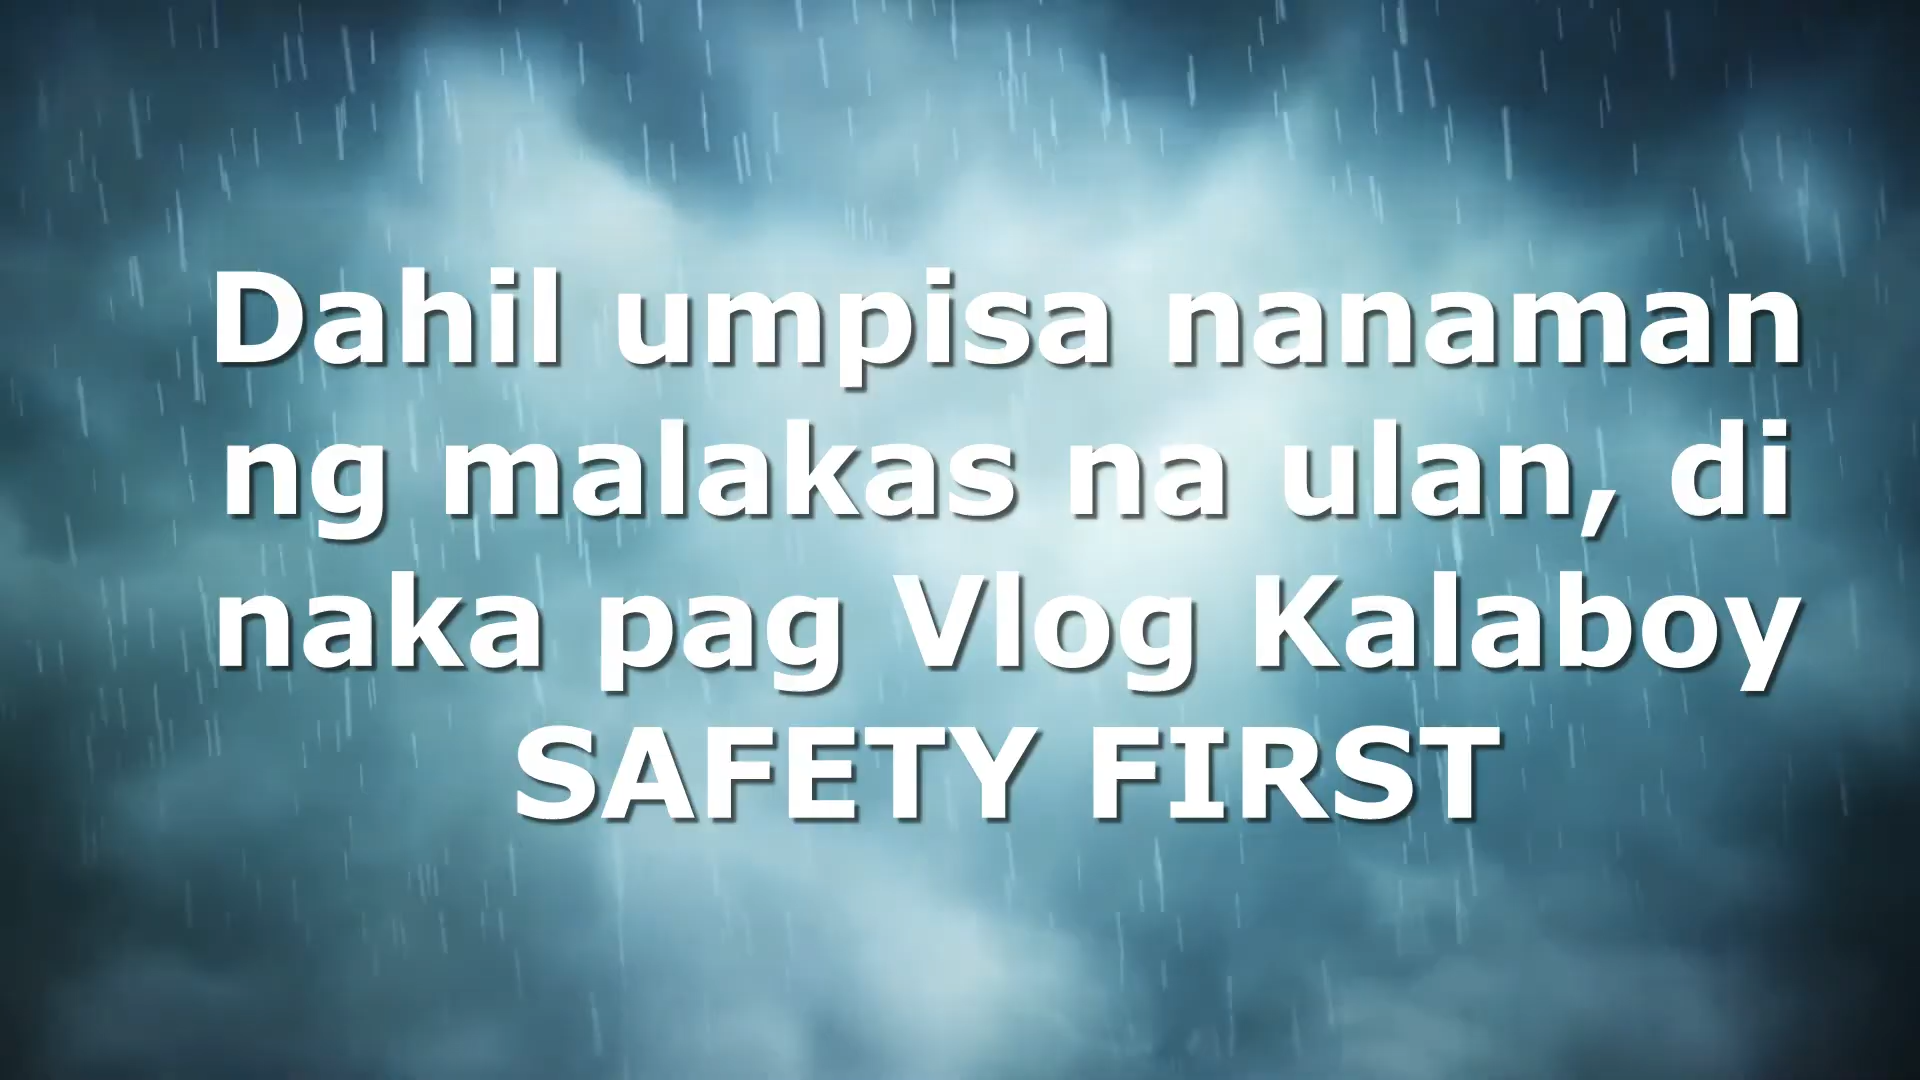 Dahil umpisa nanaman
ng malakas na ulan, di
naka pag Vlog Kalaboy
SAFETY FIRST